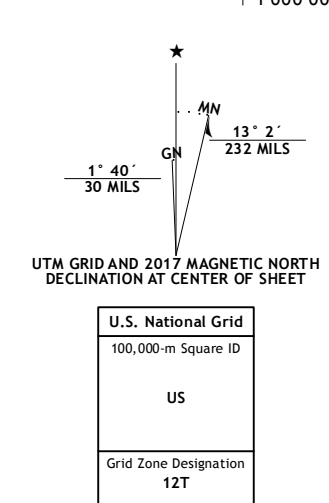 1 000 00
★
MN
GN
13° 2´
232 MILS
1° 40´
30 MILS
UTM GRID AND 2017 MAGNETIC NORTH
DECLINATION AT CENTER OF SHEET
U.S. National Grid
100,000-m Square ID
US
Grid Zone Designation
12T